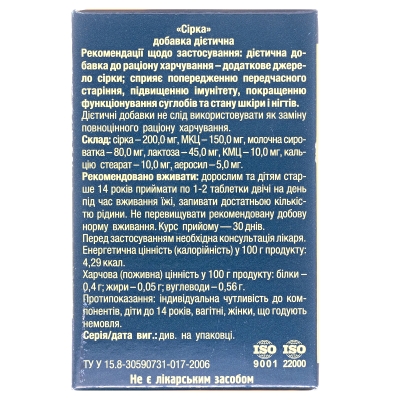 «Сірка»
добавка дієтична
Рекомендації щодо застосування: дієтична до-
бавка до раціону харчування – додаткове джере-
ло сірки; сприяє попередженню передчасного
старіння, підвищенню імунітету, покращенню
функціонування суглобів та стану шкіри і нігтів.
Дієтичні добавки не слід використовувати як заміну
повноцінного раціону харчування.
Склад: сірка – 200,0 мг, МКЦ – 150,0 мг, молочна сиро-
ватка – 80,0 мг, лактоза – 45,0 мг, КМЦ – 10,0 мг, каль-
цію стеарат – 10,0 мг, аеросил – 5,0 мг.
Рекомендовано вживати: дорослим та дітям стар-
ше 14 років приймати по 1-2 таблетки двічі на день
під час вживання їжі, запивати достатньою кількіс-
тю рідини. Не перевищувати рекомендовану добову
норму вживання. Курс прийому — 30 днів.
Перед застосуванням необхідна консультація лікаря.
Енергетична цінність (калорійність) у 100 г продукту:
4,29 ккал.
Харчова (поживна) цінність у 100 г продукту: білки –
0,4 г; жири – 0,05 г; вуглеводи – 0,56 г.
Протипоказання: індивідуальна чутливість до ком-
понентів, діти до 14 років, вагітні, жінки, що годують
немовля.
Серія/дата виг.: див. на упаковці.
ТУ У 15.8-30590731-017-2006
ISO 9001 ISO 22000
Не є лікарським засобом